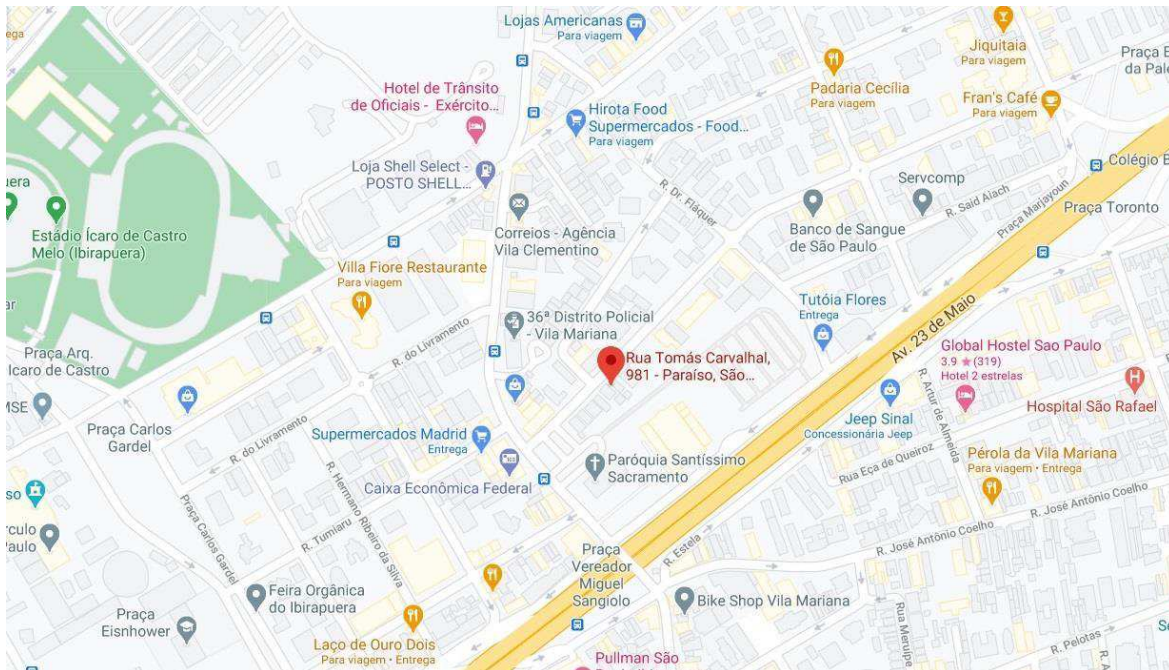 Lojas Americanas
Para viagem
Jiquitaia
Para viagem
Praça
da
Hotel de Trânsito
de Oficiais - Exército...
Padaria Cecília
Para viagem
Fran's Café
Para viagem
Hirota Food
Supermercados - Food...
Para viagem
Loja Shell Select -
POSTO SHELL...
Colégio
Servcomp
R. Dr. Fláquer
R. Said Aiach
Praça Marjayoun
Praça Toronto
Correios - Agência
Vila Clementino
Banco de Sangue
de São Paulo
Estádio Ícaro de Castro
Melo (Ibirapuera)
Villa Fiore Restaurante
Para viagem
Tutóia Flores
Entrega
36ª Distrito Policial
- Vila Mariana
Av. 23 de Maio
Praça Arq.
Icaro de Castro
R. do Livramento
Rua Tomás Carvalhal,
981 - Paraíso, São...
Global Hostel Sao Paulo
3.9 ★ (319)
Hotel 2 estrelas
R. Artur de Almeida
Hospital São Rafael
MSE
Praça Carlos
Gardel
R. do Livramento
Supermercados Madrid
Entrega
Jeep Sinal
Concessionária Jeep
Pérola da Vila Mariana
Para viagem • Entrega
Rua Eça de Queiroz
Paróquia Santíssimo
Sacramento
Caixa Econômica Federal
R. Hermano Ribeiro da Silva
Praça Carlos Gardel
R. Tumiaru
R. José Antônio Coelho
R. José Antônio Coelho
R. Estela
Praça
Vereador
Miguel
Sangiolo
Feira Orgânica
do Ibirapuera
Bike Shop Vila Mariana
Praça
Eisnhower
Laço de Ouro Dois
Para viagem • Entrega
Rua Meruipe
R. Pelotas
Pullman São